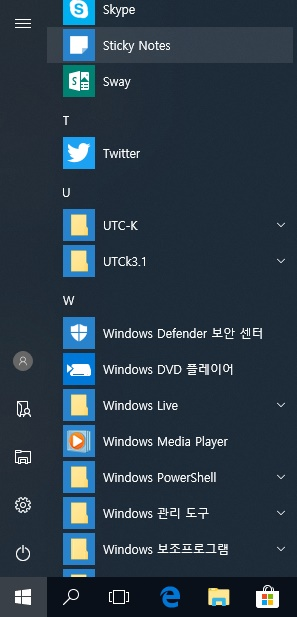 Skype
Sticky Notes
Sway
T
Twitter
U
UTC-K
UTCk3.1
W
Windows Defender 보안 센터
Windows DVD 플레이어
Windows Live
Windows Media Player
Windows PowerShell
Windows 관리 도구
Windows 보조프로그램